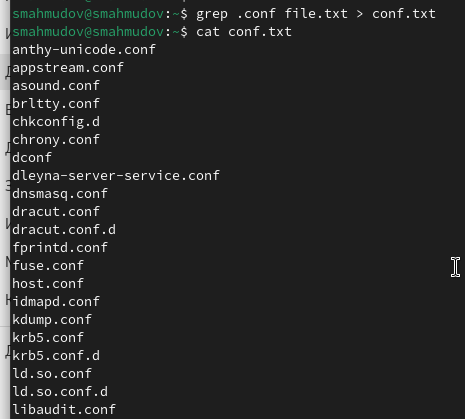 smahmudov@smahmudov:~$ grep .conf file.txt > conf.txt
smahmudov@smahmudov:~$ cat conf.txt
anthy-unicode.conf
appstream.conf
asound.conf
brltty.conf
chkconfig.d
chrony.conf
dconf
dleyna-server-service.conf
dnsmasq.conf
dracut.conf
dracut.conf.d
fprintd.conf
fuse.conf
host.conf
idmapd.conf
kdump.conf
krb5.conf
krb5.conf.d
ld.so.conf
ld.so.conf.d
libaudit.conf